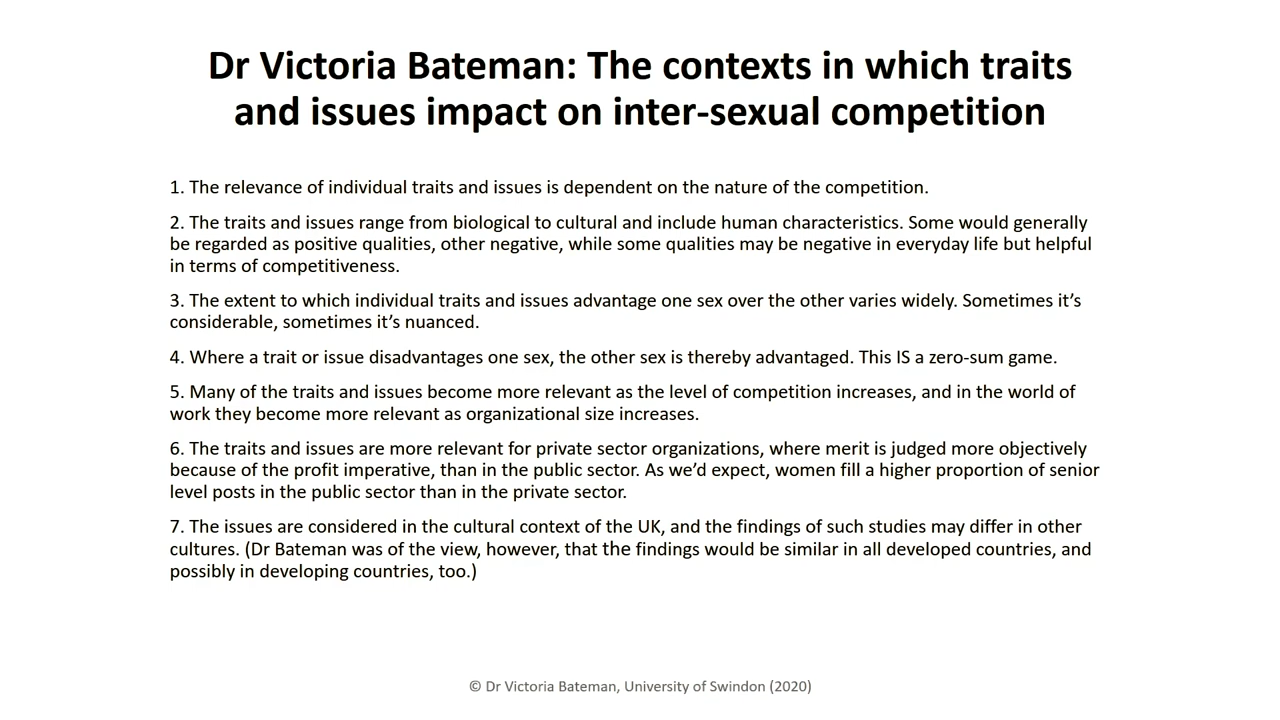 Dr Victoria Bateman: The contexts in which traits
and issues impact on inter-sexual competition
1. The relevance of individual traits and issues is dependent on the nature of the competition.
2. The traits and issues range from biological to cultural and include human characteristics. Some would generally
be regarded as positive qualities, other negative, while some qualities may be negative in everyday life but helpful
in terms of competitiveness.
3. The extent to which individual traits and issues advantage one sex over the other varies widely. Sometimes it’s
considerable, sometimes it’s nuanced.
4. Where a trait or issue disadvantages one sex, the other sex is thereby advantaged. This IS a zero-sum game.
5. Many of the traits and issues become more relevant as the level of competition increases, and in the world of
work they become more relevant as organizational size increases.
6. The traits and issues are more relevant for private sector organizations, where merit is judged more objectively
because of the profit imperative, than in the public sector. As we’d expect, women fill a higher proportion of senior
level posts in the public sector than in the private sector.
7. The issues are considered in the cultural context of the UK, and the findings of such studies may differ in other
cultures. (Dr Bateman was of the view, however, that the findings would be similar in all developed countries, and
possibly in developing countries, too.)
© Dr Victoria Bateman, University of Swindon (2020)